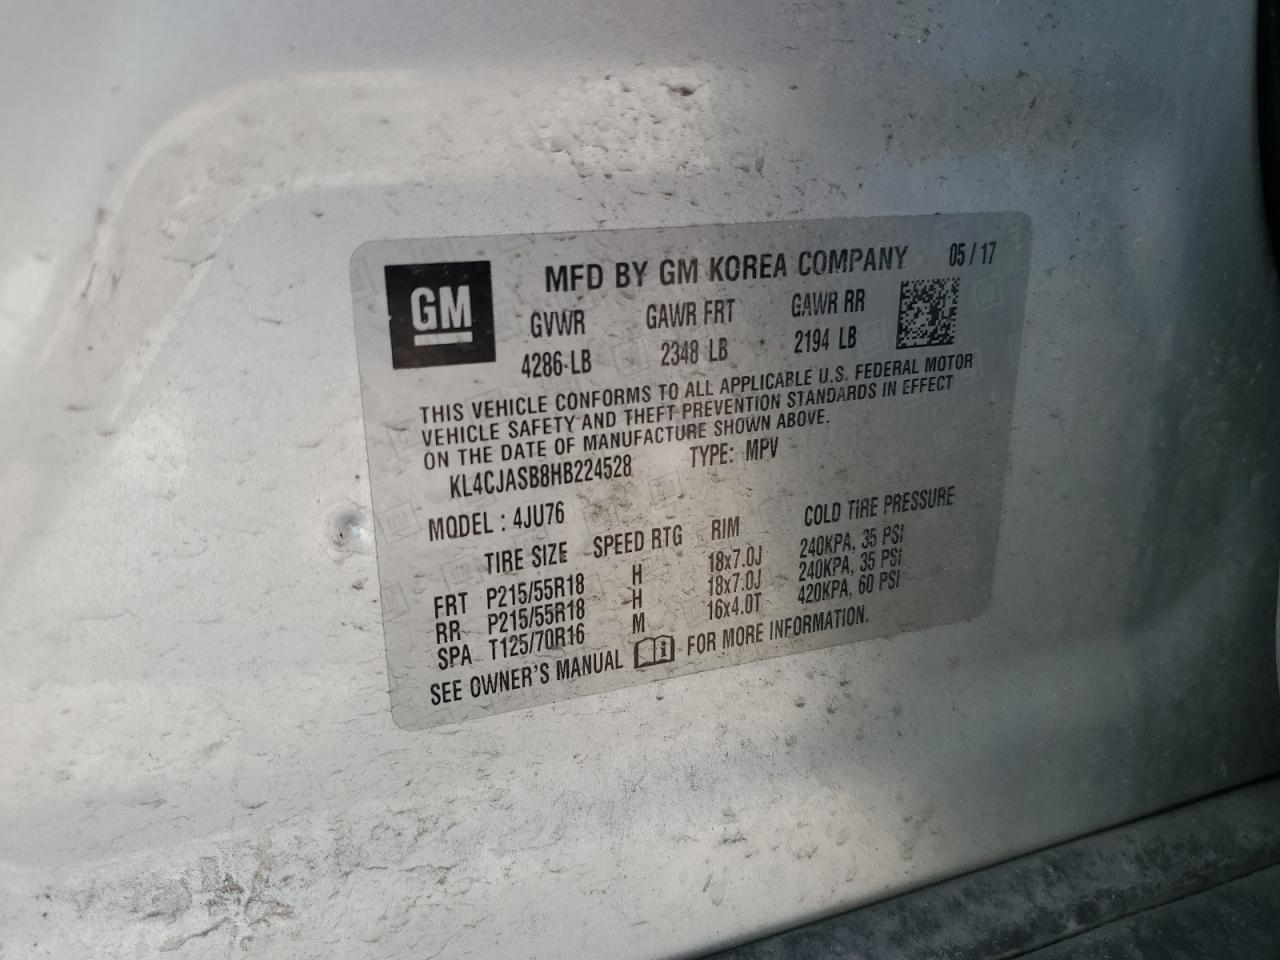 GM
MFD BY GM KOREA COMPANY 05/17
GVWR GAWR FRT GAWR RR
4286 LB 2348 LB 2194 LB
THIS VEHICLE CONFORMS TO ALL APPLICABLE U.S. FEDERAL MOTOR
VEHICLE SAFETY AND THEFT PREVENTION STANDARDS IN EFFECT
ON THE DATE OF MANUFACTURE SHOWN ABOVE.
KL4CJASB8HB224528 TYPE: MPV
MODEL: 4JU76
TIRE SIZE SPEED RTG RIM COLD TIRE PRESSURE
FRT P215/55R18 H 18x7.0J 240KPA, 35 PSI
RR P215/55R18 H 18x7.0J 240KPA, 35 PSI
SPA T125/70R16 M 16x4.0T 420KPA, 60 PSI
SEE OWNER'S MANUAL FOR MORE INFORMATION.